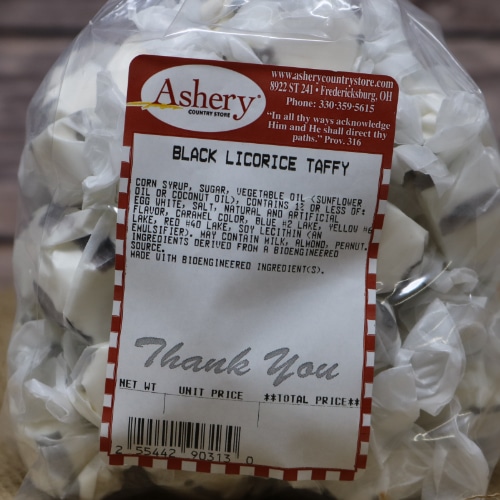 Ashery
COUNTRY STORE
www.asherycountrystore.com
8922 ST 241 • Fredericksburg, OH
Phone: 330-359-5615
"In all thy ways acknowledge
Him and He shall direct thy
paths." Prov. 316
BLACK LICORICE TAFFY
CORN SYRUP, SUGAR, VEGETABLE OIL (SUNFLOWER
OIL OR COCONUT OIL), CONTAINS 1% OR LESS OF:
EGG WHITE, SALT, NATURAL AND ARTIFICIAL
FLAVOR, CARAMEL COLOR, BLUE #2 LAKE, YELLOW #6
LAKE, RED #40 LAKE, SOY LECITHIN (AN
EMULSIFIER). MAY CONTAIN MILK, ALMOND, PEANUT.
INGREDIENTS DERIVED FROM A BIOENGINEERED
SOURCE.
MADE WITH BIOENGINEERED INGREDIENT(S).
Thank You
NET WT UNIT PRICE **TOTAL PRICE**
2 55442 90313 0